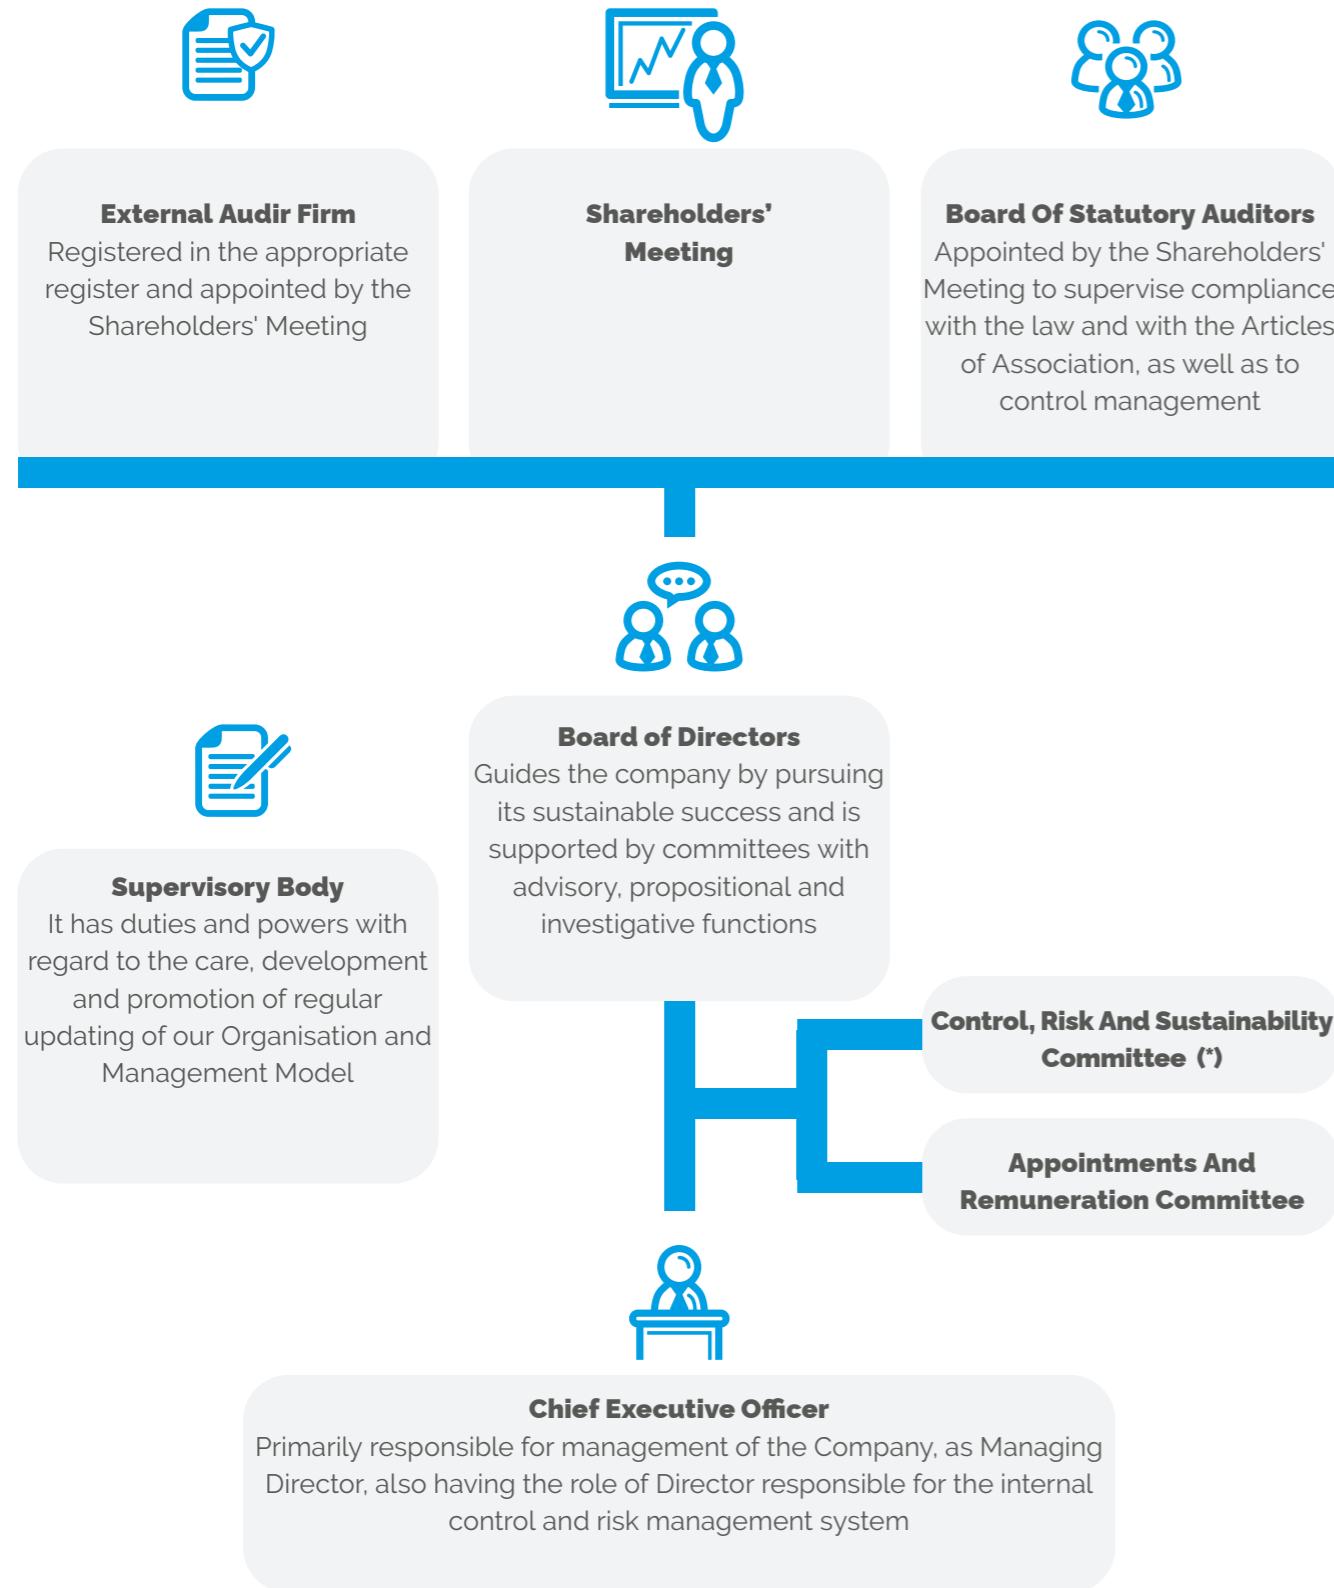 External Audir Firm
Registered in the appropriate
register and appointed by the
Shareholders' Meeting
Shareholders’
Meeting
Board Of Statutory Auditors
Appointed by the Shareholders'
Meeting to supervise compliance
with the law and with the Articles
of Association, as well as to
control management
Board of Directors
Guides the company by pursuing
its sustainable success and is
supported by committees with
advisory, propositional and
investigative functions
Supervisory Body
It has duties and powers with
regard to the care, development
and promotion of regular
updating of our Organisation and
Management Model
Control, Risk And Sustainability
Committee (*)
Appointments And
Remuneration Committee
Chief Executive Officer
Primarily responsible for management of the Company, as Managing
Director, also having the role of Director responsible for the internal
control and risk management system